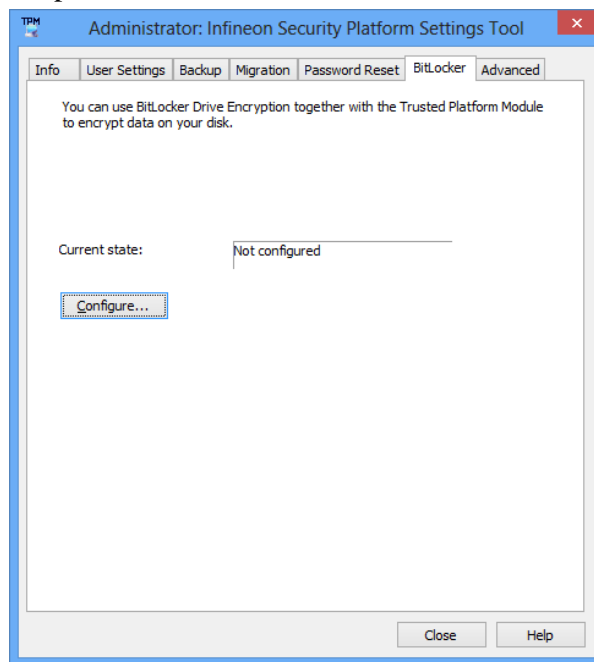 TPM
Administrator: Infineon Security Platform Settings Tool
Info User Settings Backup Migration Password Reset BitLocker Advanced
You can use BitLocker Drive Encryption together with the Trusted Platform Module
to encrypt data on your disk.
Current state: Not configured
Configure...
Close Help